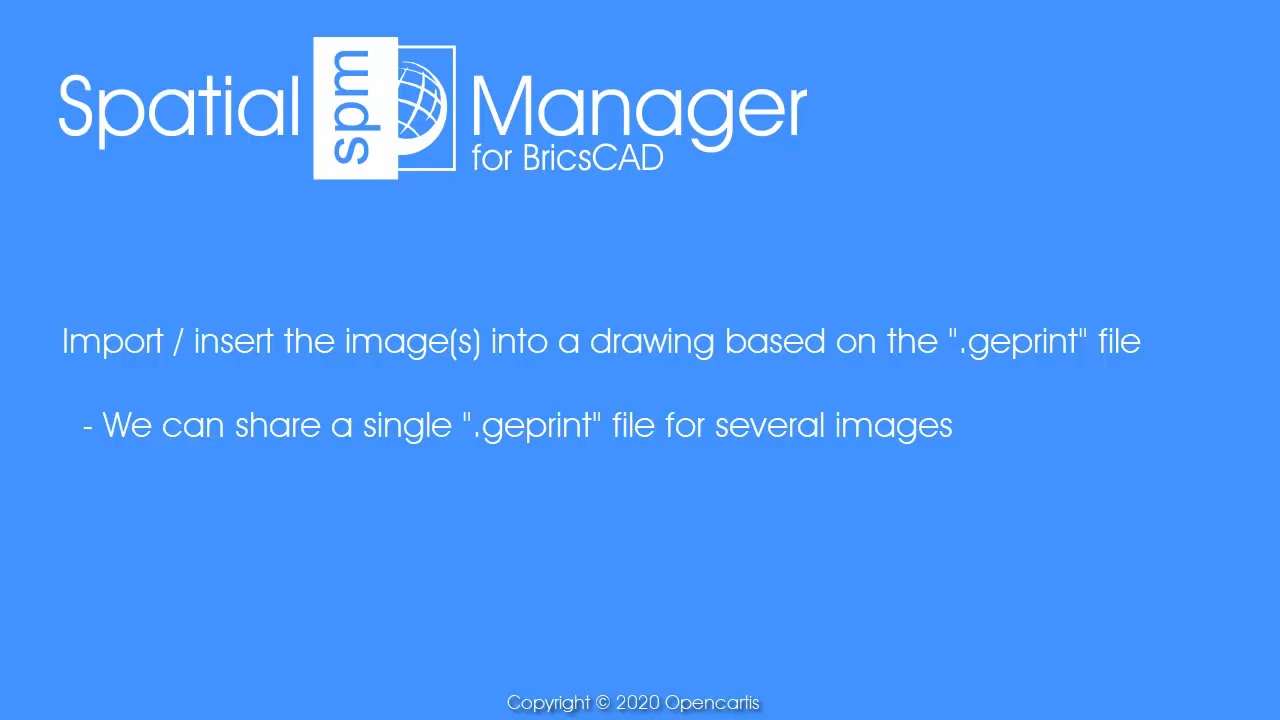 Spatial spm Manager
for BricsCAD
Import / insert the image(s) into a drawing based on the ".geprint" file
- We can share a single ".geprint" file for several images
Copyright © 2020 Opencartis